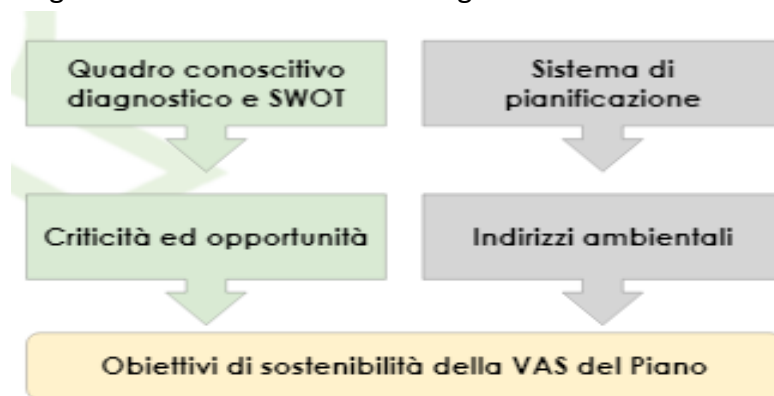 Quadro conoscitivo
diagnostico e SWOT
Sistema di
pianificazione
Criticità ed opportunità
Indirizzi ambientali
Obiettivi di sostenibilità della VAS del Piano